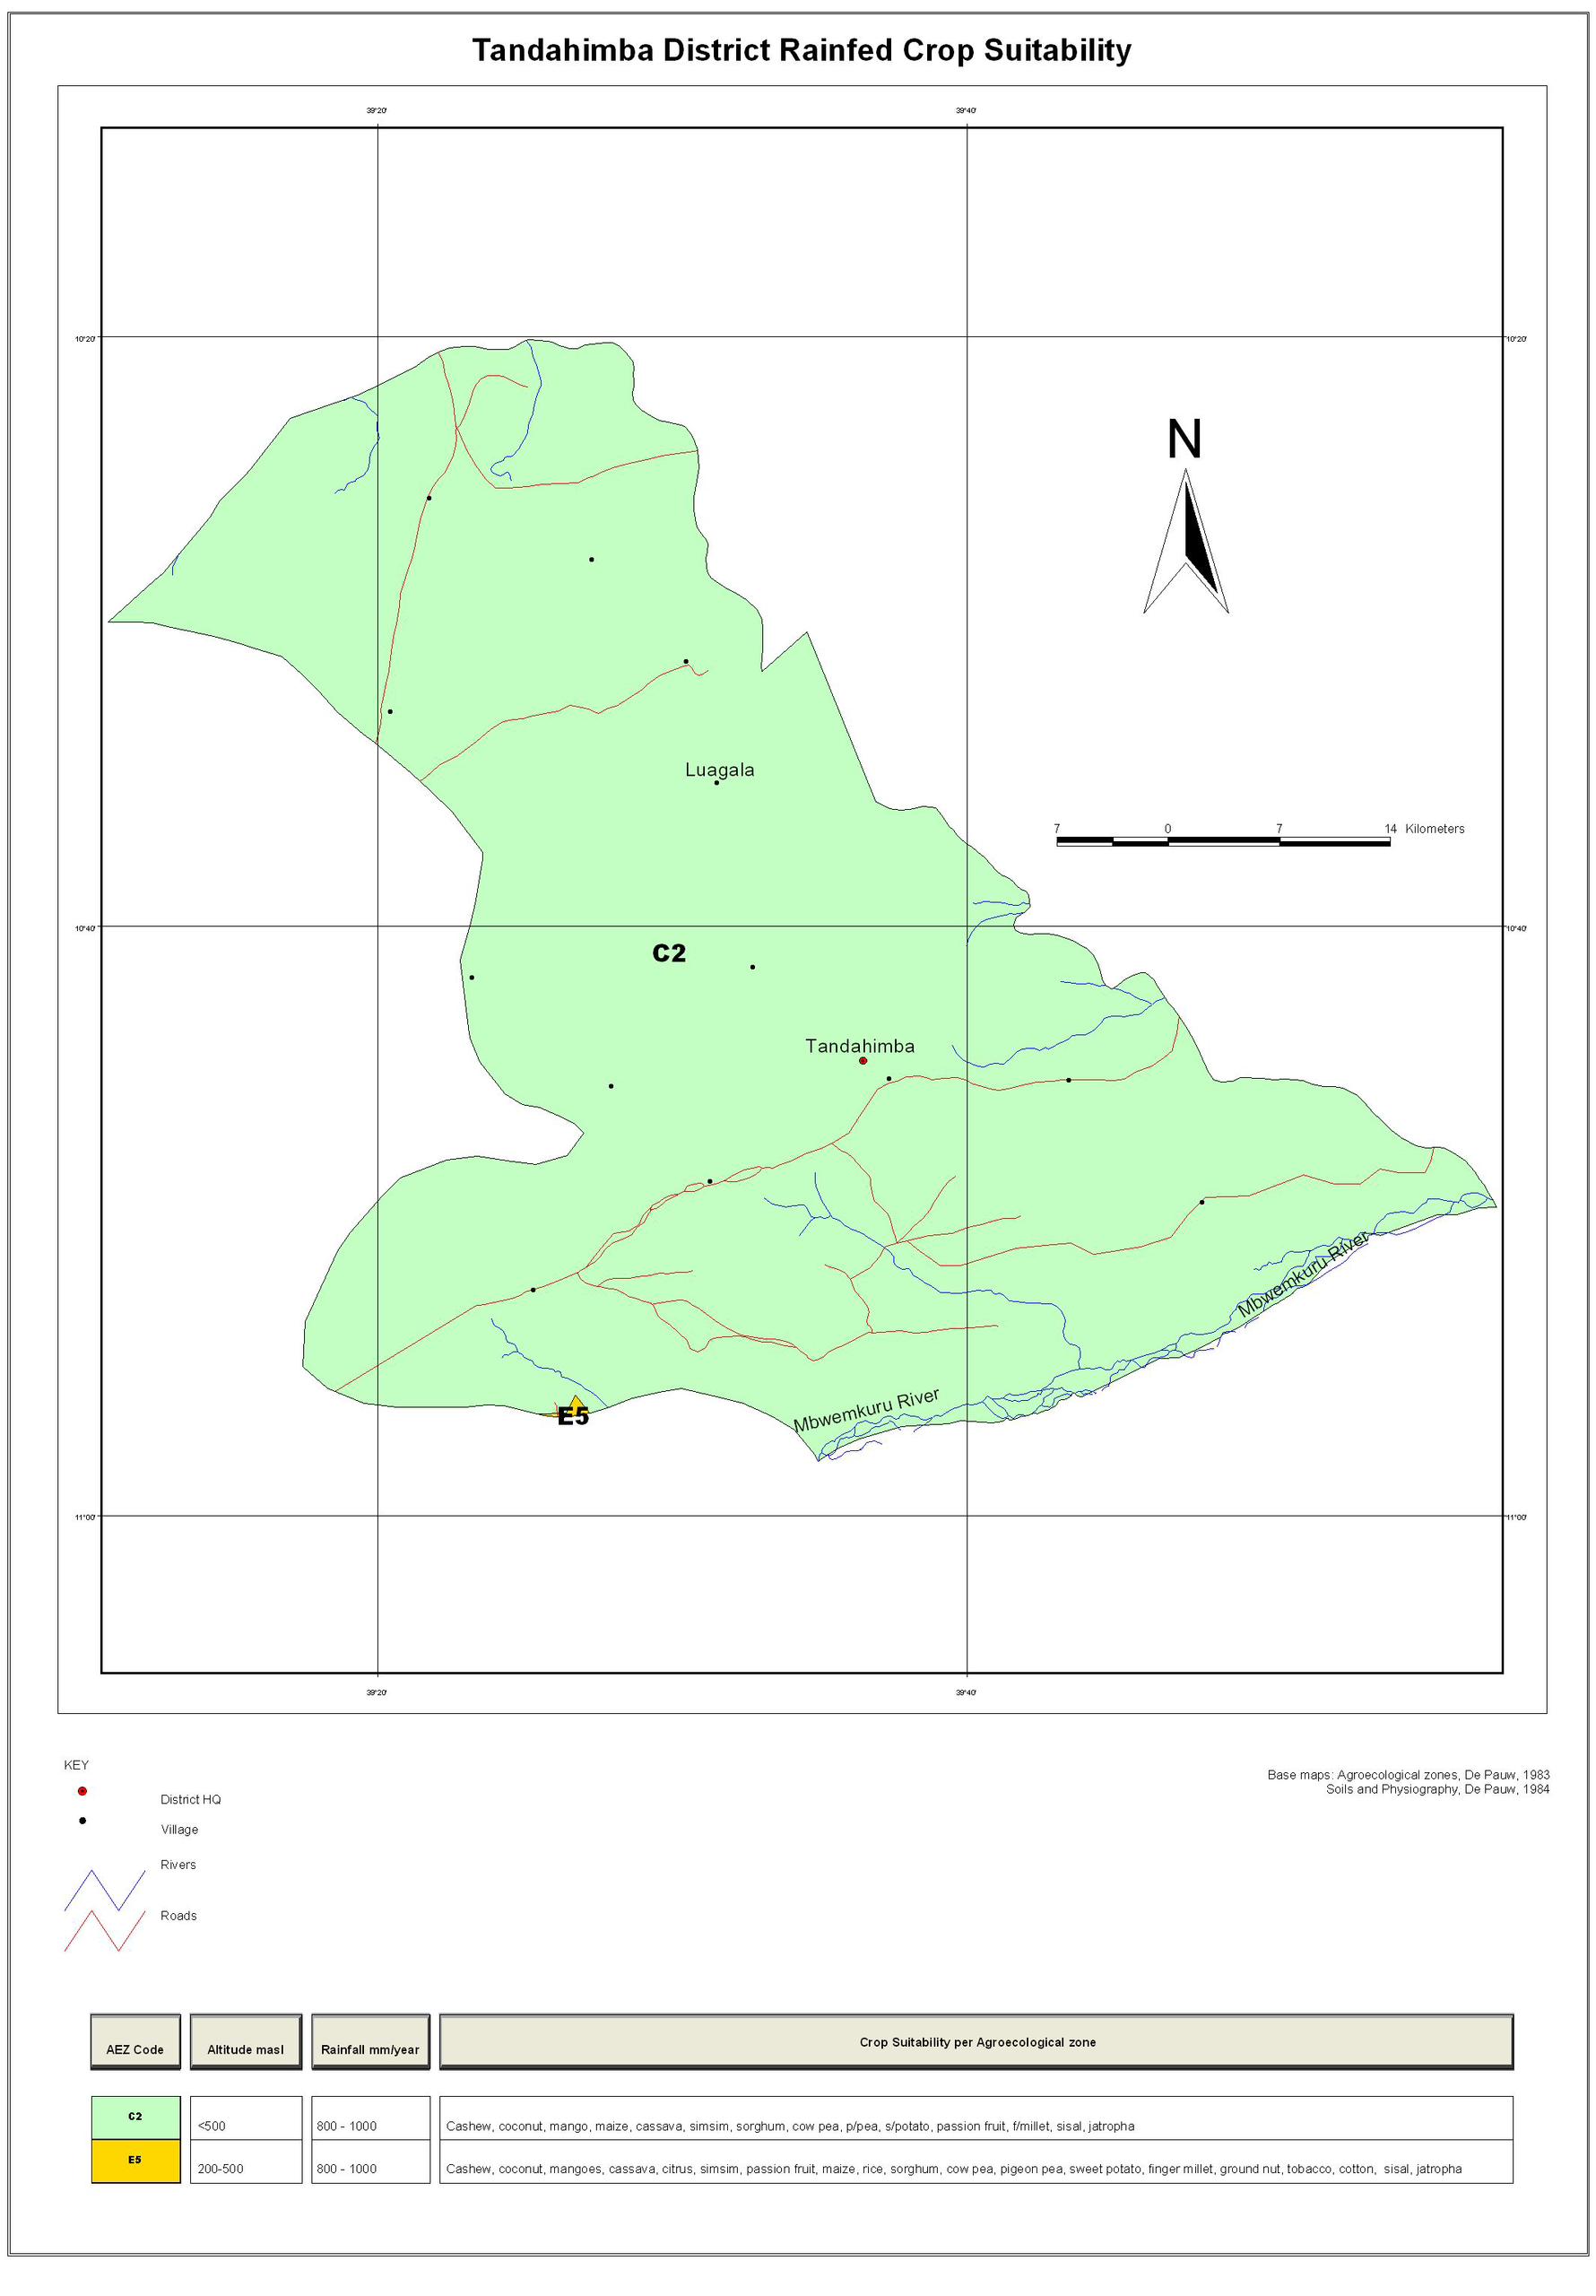 Tandahimba District Rainfed Crop Suitability
39°20' 39°40'
10°20' 10°20'
N
Luagala
7 0 7 14 Kilometers
10°40' 10°40'
C2
Tandahimba
Mbwemkuru River
Mbwemkuru River
E5
11°00' 11°00'
39°20' 39°40'
KEY
District HQ
Village
Rivers
Roads
Base maps: Agroecological zones, De Pauw, 1983
Soils and Physiography, De Pauw, 1984
AEZ Code Altitude masl Rainfall mm/year Crop Suitability per Agroecological zone
C2 <500 800 - 1000 Cashew, coconut, mango, maize, cassava, simsim, sorghum, cow pea, p/pea, s/potato, passion fruit, f/millet, sisal, jatropha
E5 200-500 800 - 1000 Cashew, coconut, mangoes, cassava, citrus, simsim, passion fruit, maize, rice, sorghum, cow pea, pigeon pea, sweet potato, finger millet, ground nut, tobacco, cotton, sisal, jatropha